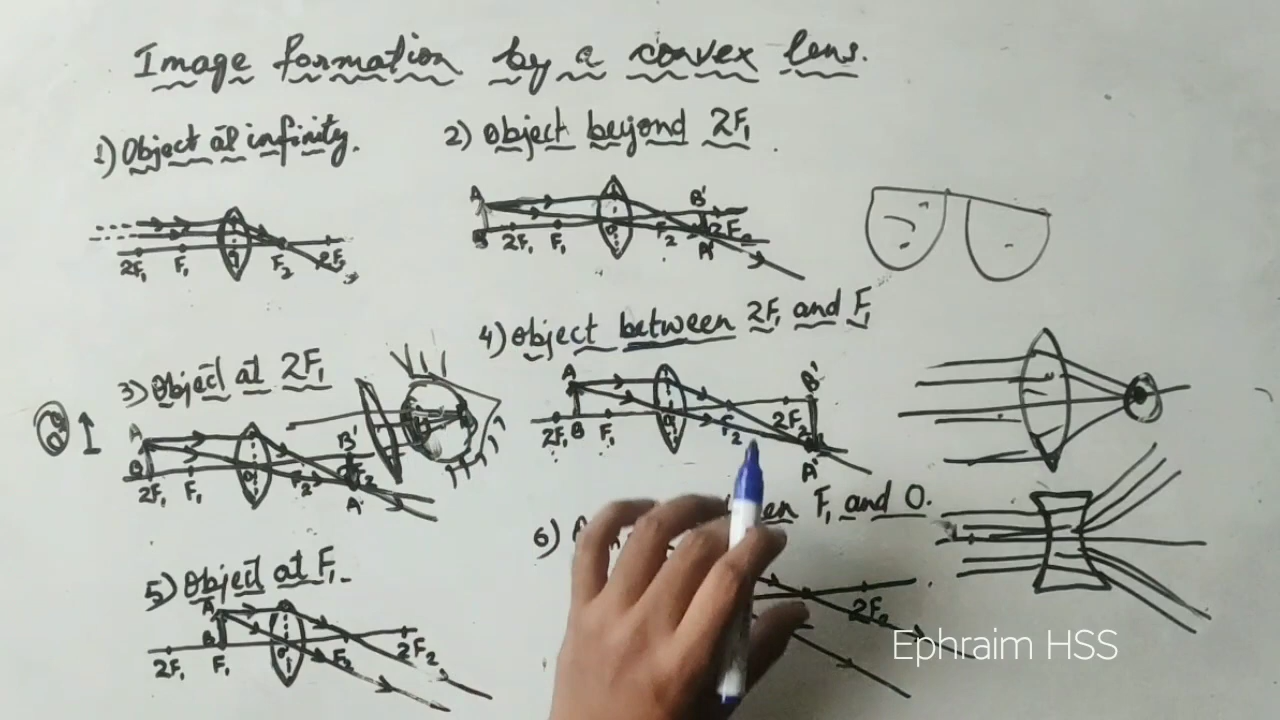 Image formation by a convex lens.
1) Object at infinity.
2F₁ F₁ O F₂ 2F₂
2) Object beyond 2F₁
A B 2F₁ F₁ O F₂ B' 2F₂ A'
3) Object at 2F₁
A B 2F₁ F₁ O F₂ B' 2F₂ A'
4) Object between 2F₁ and F₁
A 2F₁ B F₁ O F₂ 2F₂ B' A'
5) Object at F₁
A B 2F₁ F₁ O F₂ 2F₂
6) F₁ and O.
2F₂
Ephraim HSS